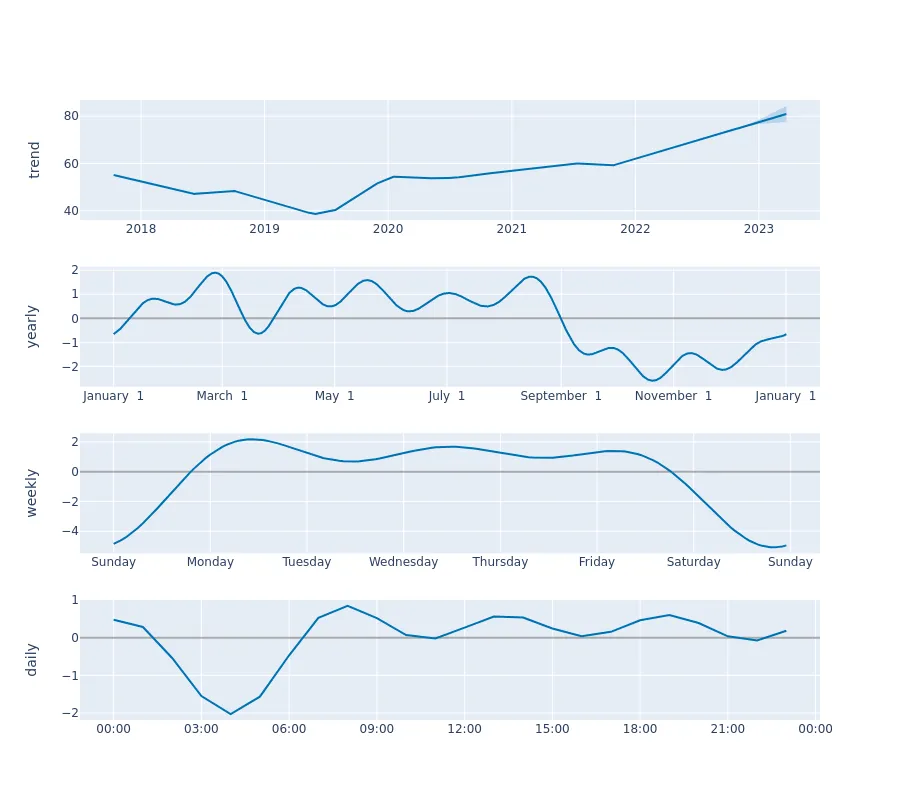 trend
80
60
40
2018 2019 2020 2021 2022 2023
yearly
2
1
0
−1
−2
January 1 March 1 May 1 July 1 September 1 November 1 January 1
weekly
2
0
−2
−4
Sunday Monday Tuesday Wednesday Thursday Friday Saturday Sunday
daily
1
0
−1
−2
00:00 03:00 06:00 09:00 12:00 15:00 18:00 21:00 00:00